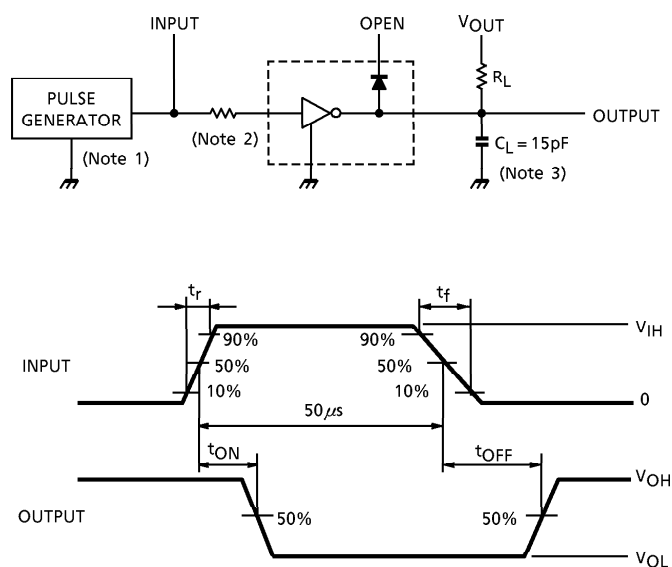 INPUT
OPEN
VOUT
PULSE
GENERATOR
(Note 1)
(Note 2)
RL
OUTPUT
CL = 15pF
(Note 3)
tr
tf
INPUT
90%
50%
10%
90%
50%
10%
VIH
0
50μs
tON
tOFF
OUTPUT
50%
50%
VOH
VOL